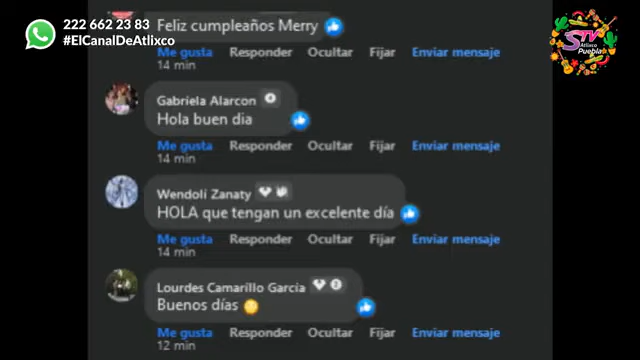 222 662 23 83
#ElCanalDeAtlixco
STV
Atlixco
Puebla
Feliz cumpleaños Merry
Me gusta Responder Ocultar Fijar Enviar mensaje
14 min
Gabriela Alarcon
Hola buen dia
Me gusta Responder Ocultar Fijar Enviar mensaje
14 min
Wendoli Zanaty
HOLA que tengan un excelente día
Me gusta Responder Ocultar Fijar Enviar mensaje
14 min
Lourdes Camarillo García
Buenos días
Me gusta Responder Ocultar Fijar Enviar mensaje
12 min